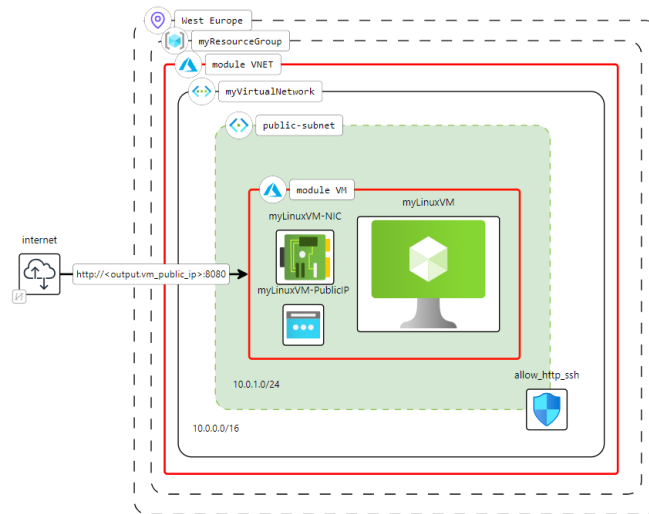 West Europe
myResourceGroup
module VNET
myVirtualNetwork
public-subnet
module VM
myLinuxVM
myLinuxVM-NIC
internet
http://<output.vm_public_ip>:8080
myLinuxVM-PublicIP
allow_http_ssh
10.0.1.0/24
10.0.0.0/16